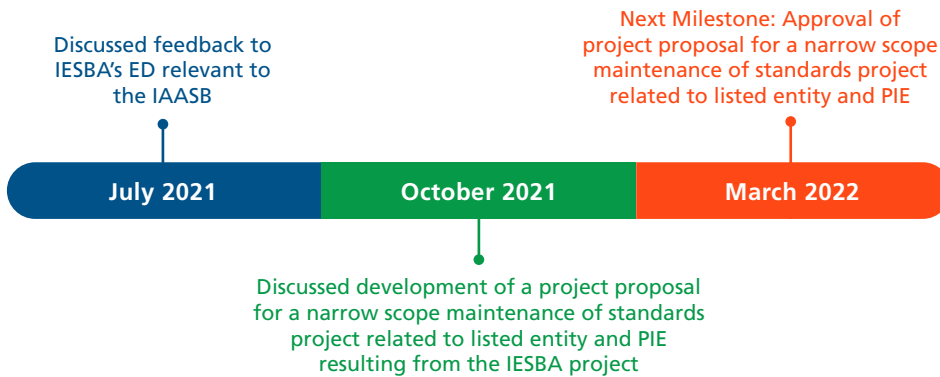 Discussed feedback to
IESBA's ED relevant to
the IAASB
Next Milestone: Approval of
project proposal for a narrow scope
maintenance of standards project
related to listed entity and PIE
July 2021
October 2021
March 2022
Discussed development of a project proposal
for a narrow scope maintenance of standards
project related to listed entity and PIE
resulting from the IESBA project